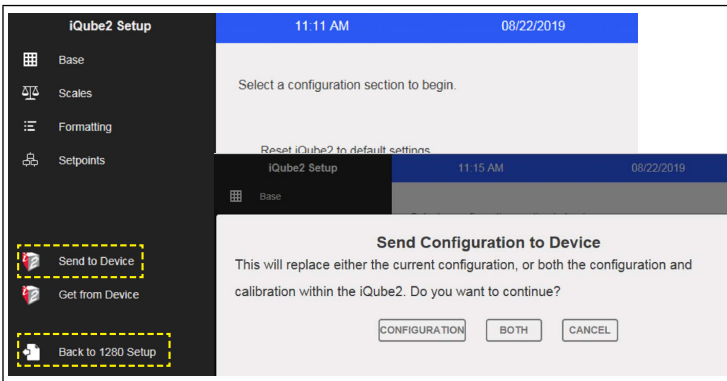 iQube2 Setup 11:11 AM 08/22/2019
Base
Scales
Formatting
Setpoints
Send to Device
Get from Device
Back to 1280 Setup
Select a configuration section to begin.
Reset iQube2 to default settings
iQube2 Setup 11:15 AM 08/22/2019
Base
Send Configuration to Device
This will replace either the current configuration, or both the configuration and
calibration within the iQube2. Do you want to continue?
CONFIGURATION BOTH CANCEL